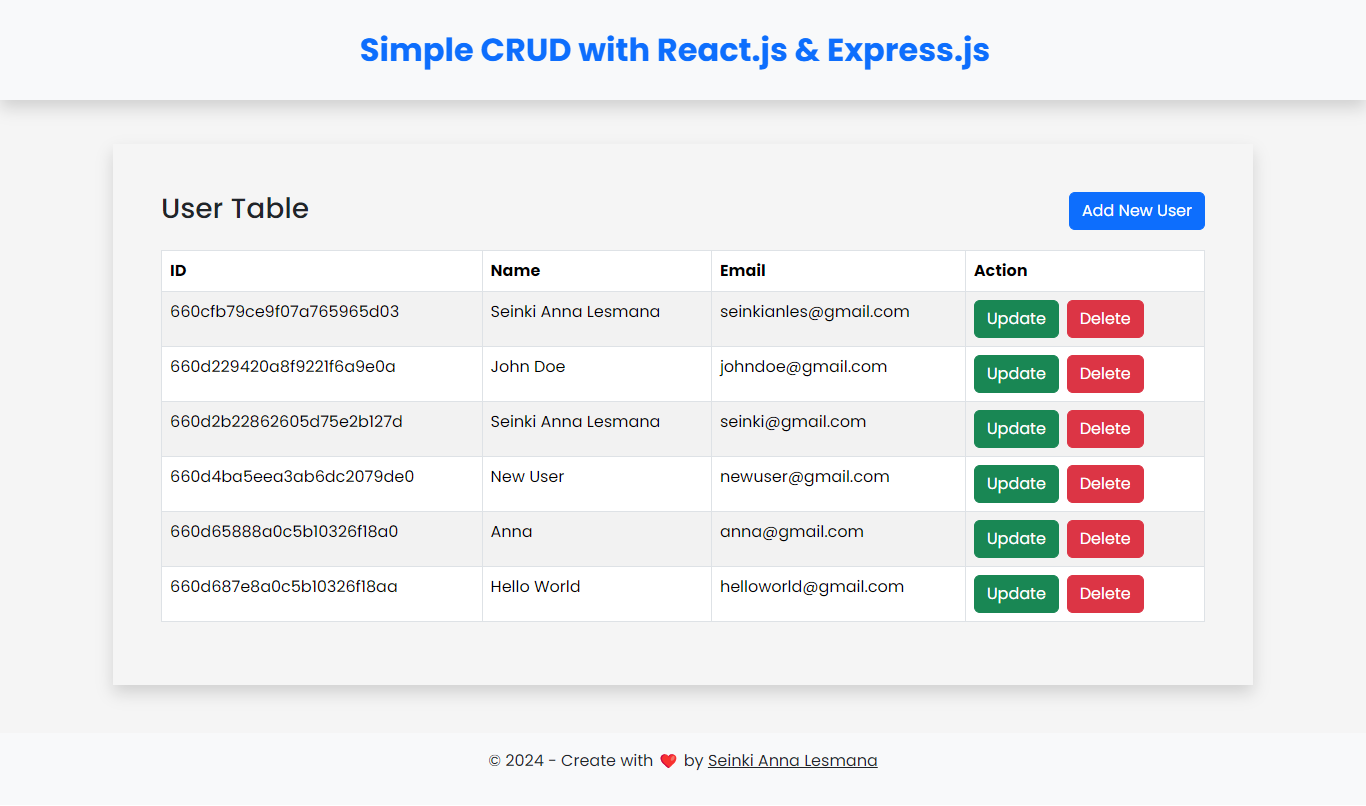 Simple CRUD with React.js & Express.js
User Table
Add New User
ID Name Email Action
660cfb79ce9f07a765965d03 Seinki Anna Lesmana seinkianles@gmail.com Update Delete
660d229420a8f9221f6a9e0a John Doe johndoe@gmail.com Update Delete
660d2b22862605d75e2b127d Seinki Anna Lesmana seinki@gmail.com Update Delete
660d4ba5eea3ab6dc2079de0 New User newuser@gmail.com Update Delete
660d65888a0c5b10326f18a0 Anna anna@gmail.com Update Delete
660d687e8a0c5b10326f18aa Hello World helloworld@gmail.com Update Delete
© 2024 - Create with ❤️ by Seinki Anna Lesmana